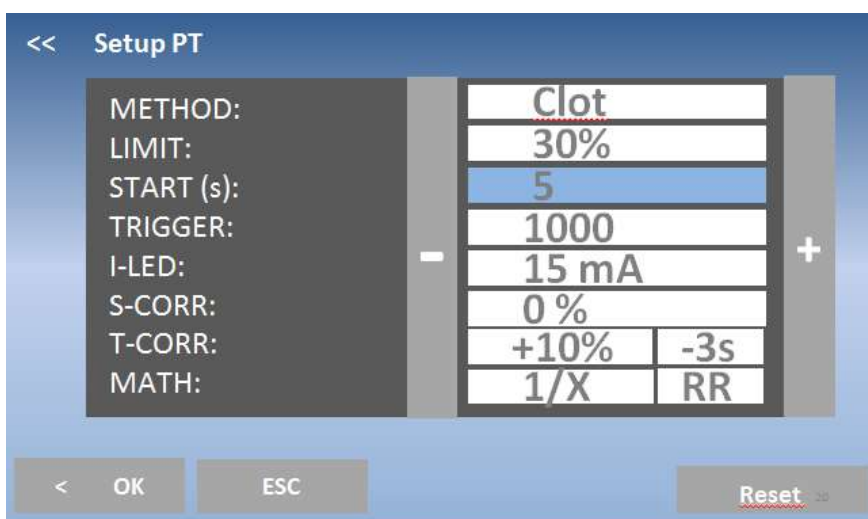 << Setup PT
METHOD: Clot
LIMIT: 30%
START (s): 5
TRIGGER: 1000
- I-LED: 15 mA +
S-CORR: 0 %
T-CORR: +10% -3s
MATH: 1/X RR
< OK ESC Reset 20